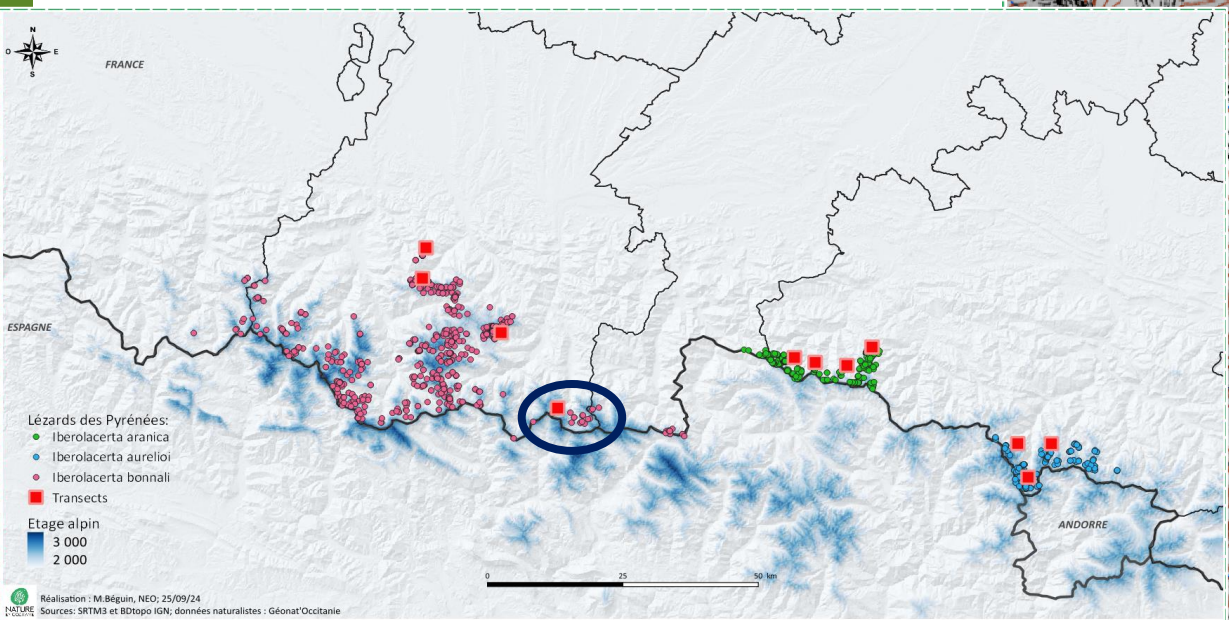 N
O E
S
FRANCE
ESPAGNE
Lézards des Pyrénées:
Iberolacerta aranica
Iberolacerta aurelioi
Iberolacerta bonnali
Transects
Etage alpin
3 000
2 000
ANDORRE
0 25 50 km
NATURE
Réalisation : M.Béguin, NEO; 25/09/24
Sources: SRTM3 et BDtopo IGN; données naturalistes : Géonat'Occitanie